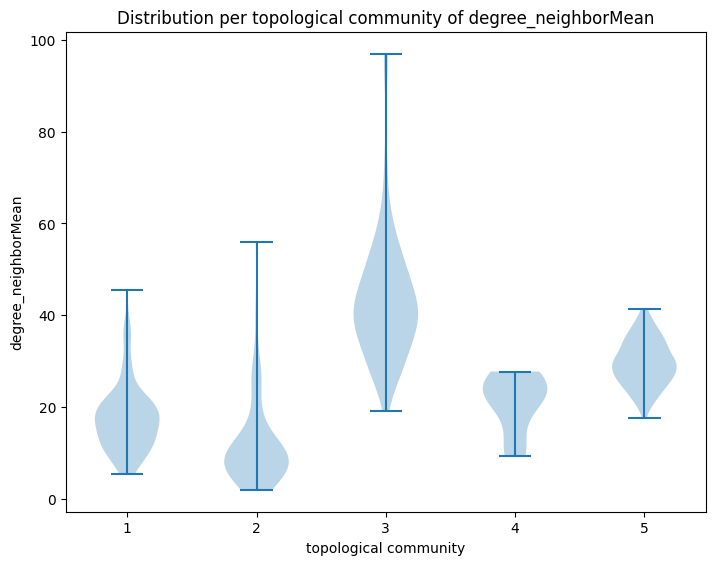 Distribution per topological community of degree_neighborMean
100
80
60
40
20
0
degree_neighborMean
1 2 3 4 5
topological community